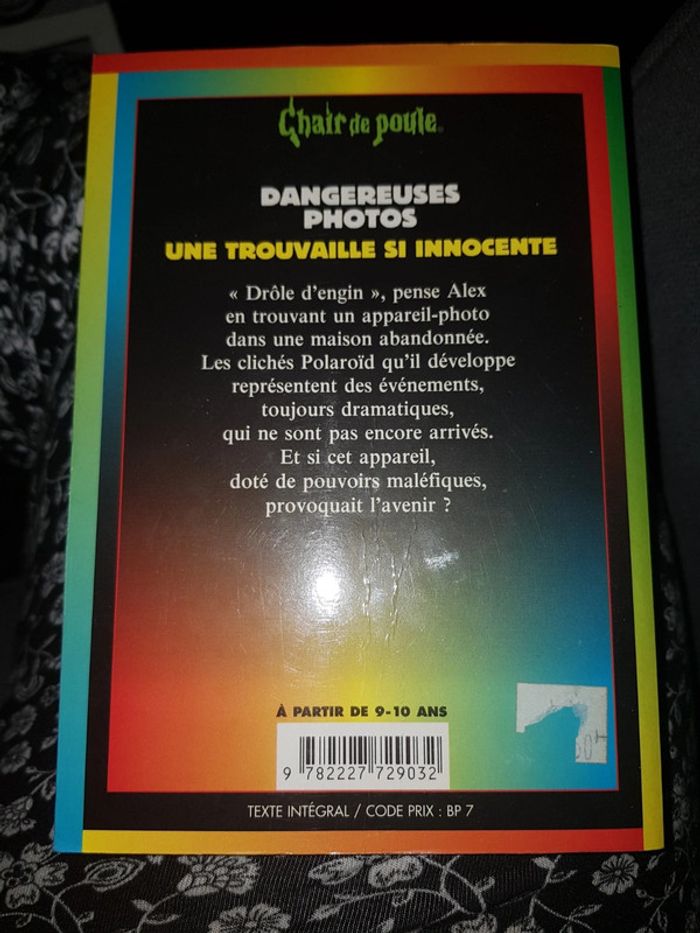 Chair de poule®
DANGEREUSES
PHOTOS
UNE TROUVAILLE SI INNOCENTE
« Drôle d'engin », pense Alex
en trouvant un appareil-photo
dans une maison abandonnée.
Les clichés Polaroïd qu'il développe
représentent des événements,
toujours dramatiques,
qui ne sont pas encore arrivés.
Et si cet appareil,
doté de pouvoirs maléfiques,
provoquait l'avenir ?
À PARTIR DE 9-10 ANS
9 782227 729032
TEXTE INTÉGRAL / CODE PRIX : BP 7